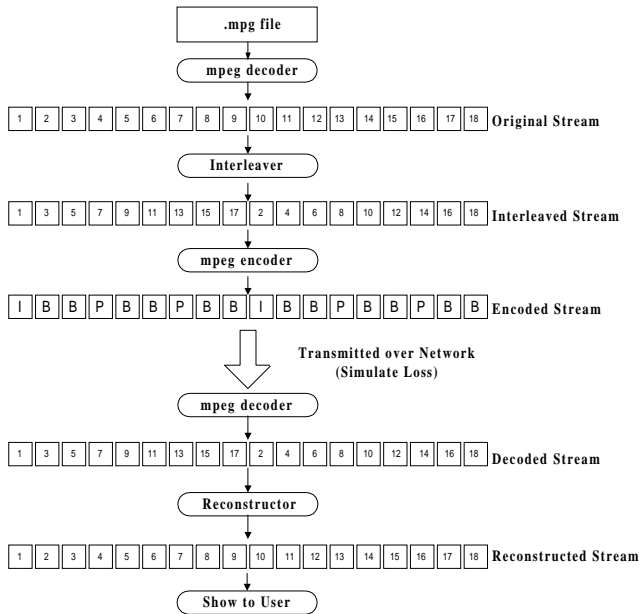 .mpg file
mpeg decoder
1 2 3 4 5 6 7 8 9 10 11 12 13 14 15 16 17 18 Original Stream
Interleaver
1 3 5 7 9 11 13 15 17 2 4 6 8 10 12 14 16 18 Interleaved Stream
mpeg encoder
I B B P B B P B B I B B P B B P B B Encoded Stream
Transmitted over Network
(Simulate Loss)
mpeg decoder
1 3 5 7 9 11 13 15 17 2 4 6 8 10 12 14 16 18 Decoded Stream
Reconstructor
1 2 3 4 5 6 7 8 9 10 11 12 13 14 15 16 17 18 Reconstructed Stream
Show to User